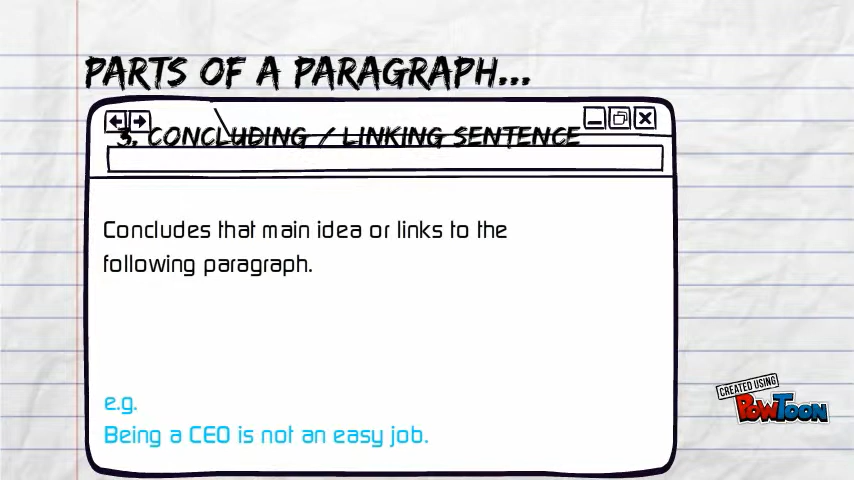 PARTS OF A PARAGRAPH...
3. CONCLUDING / LINKING SENTENCE
Concludes that main idea or links to the
following paragraph.
e.g.
Being a CEO is not an easy job.
CREATED USING
POWTOON